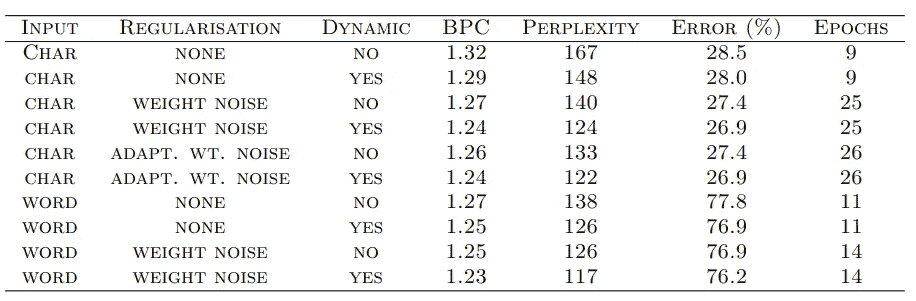 Input Regularisation Dynamic BPC Perplexity Error (%) Epochs
Char none no 1.32 167 28.5 9
char none yes 1.29 148 28.0 9
char weight noise no 1.27 140 27.4 25
char weight noise yes 1.24 124 26.9 25
char adapt. wt. noise no 1.26 133 27.4 26
char adapt. wt. noise yes 1.24 122 26.9 26
word none no 1.27 138 77.8 11
word none yes 1.25 126 76.9 11
word weight noise no 1.25 126 76.9 14
word weight noise yes 1.23 117 76.2 14